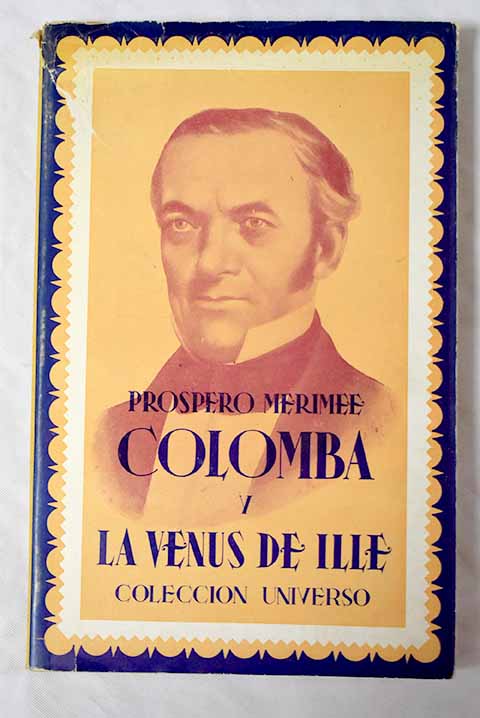 PROSPERO MERIMEE
COLOMBA
Y
LA VENUS DE ILLE
COLECCION UNIVERSO